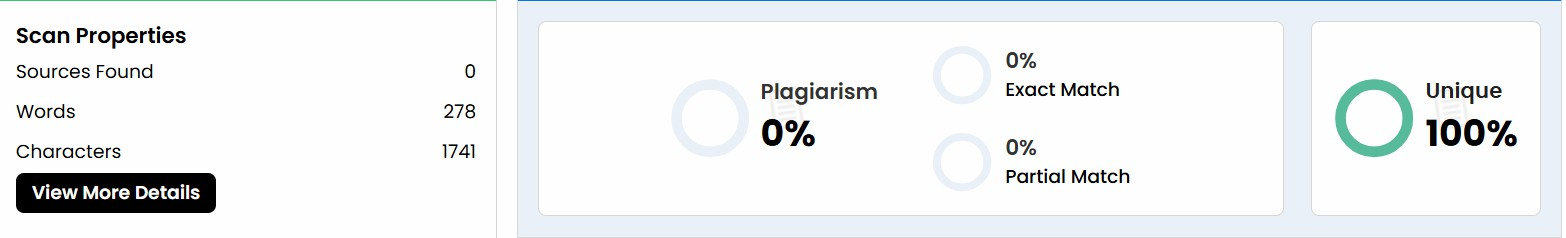 Scan Properties
Sources Found 0
Words 278
Characters 1741
View More Details
Plagiarism
0%
0%
Exact Match
0%
Partial Match
Unique
100%